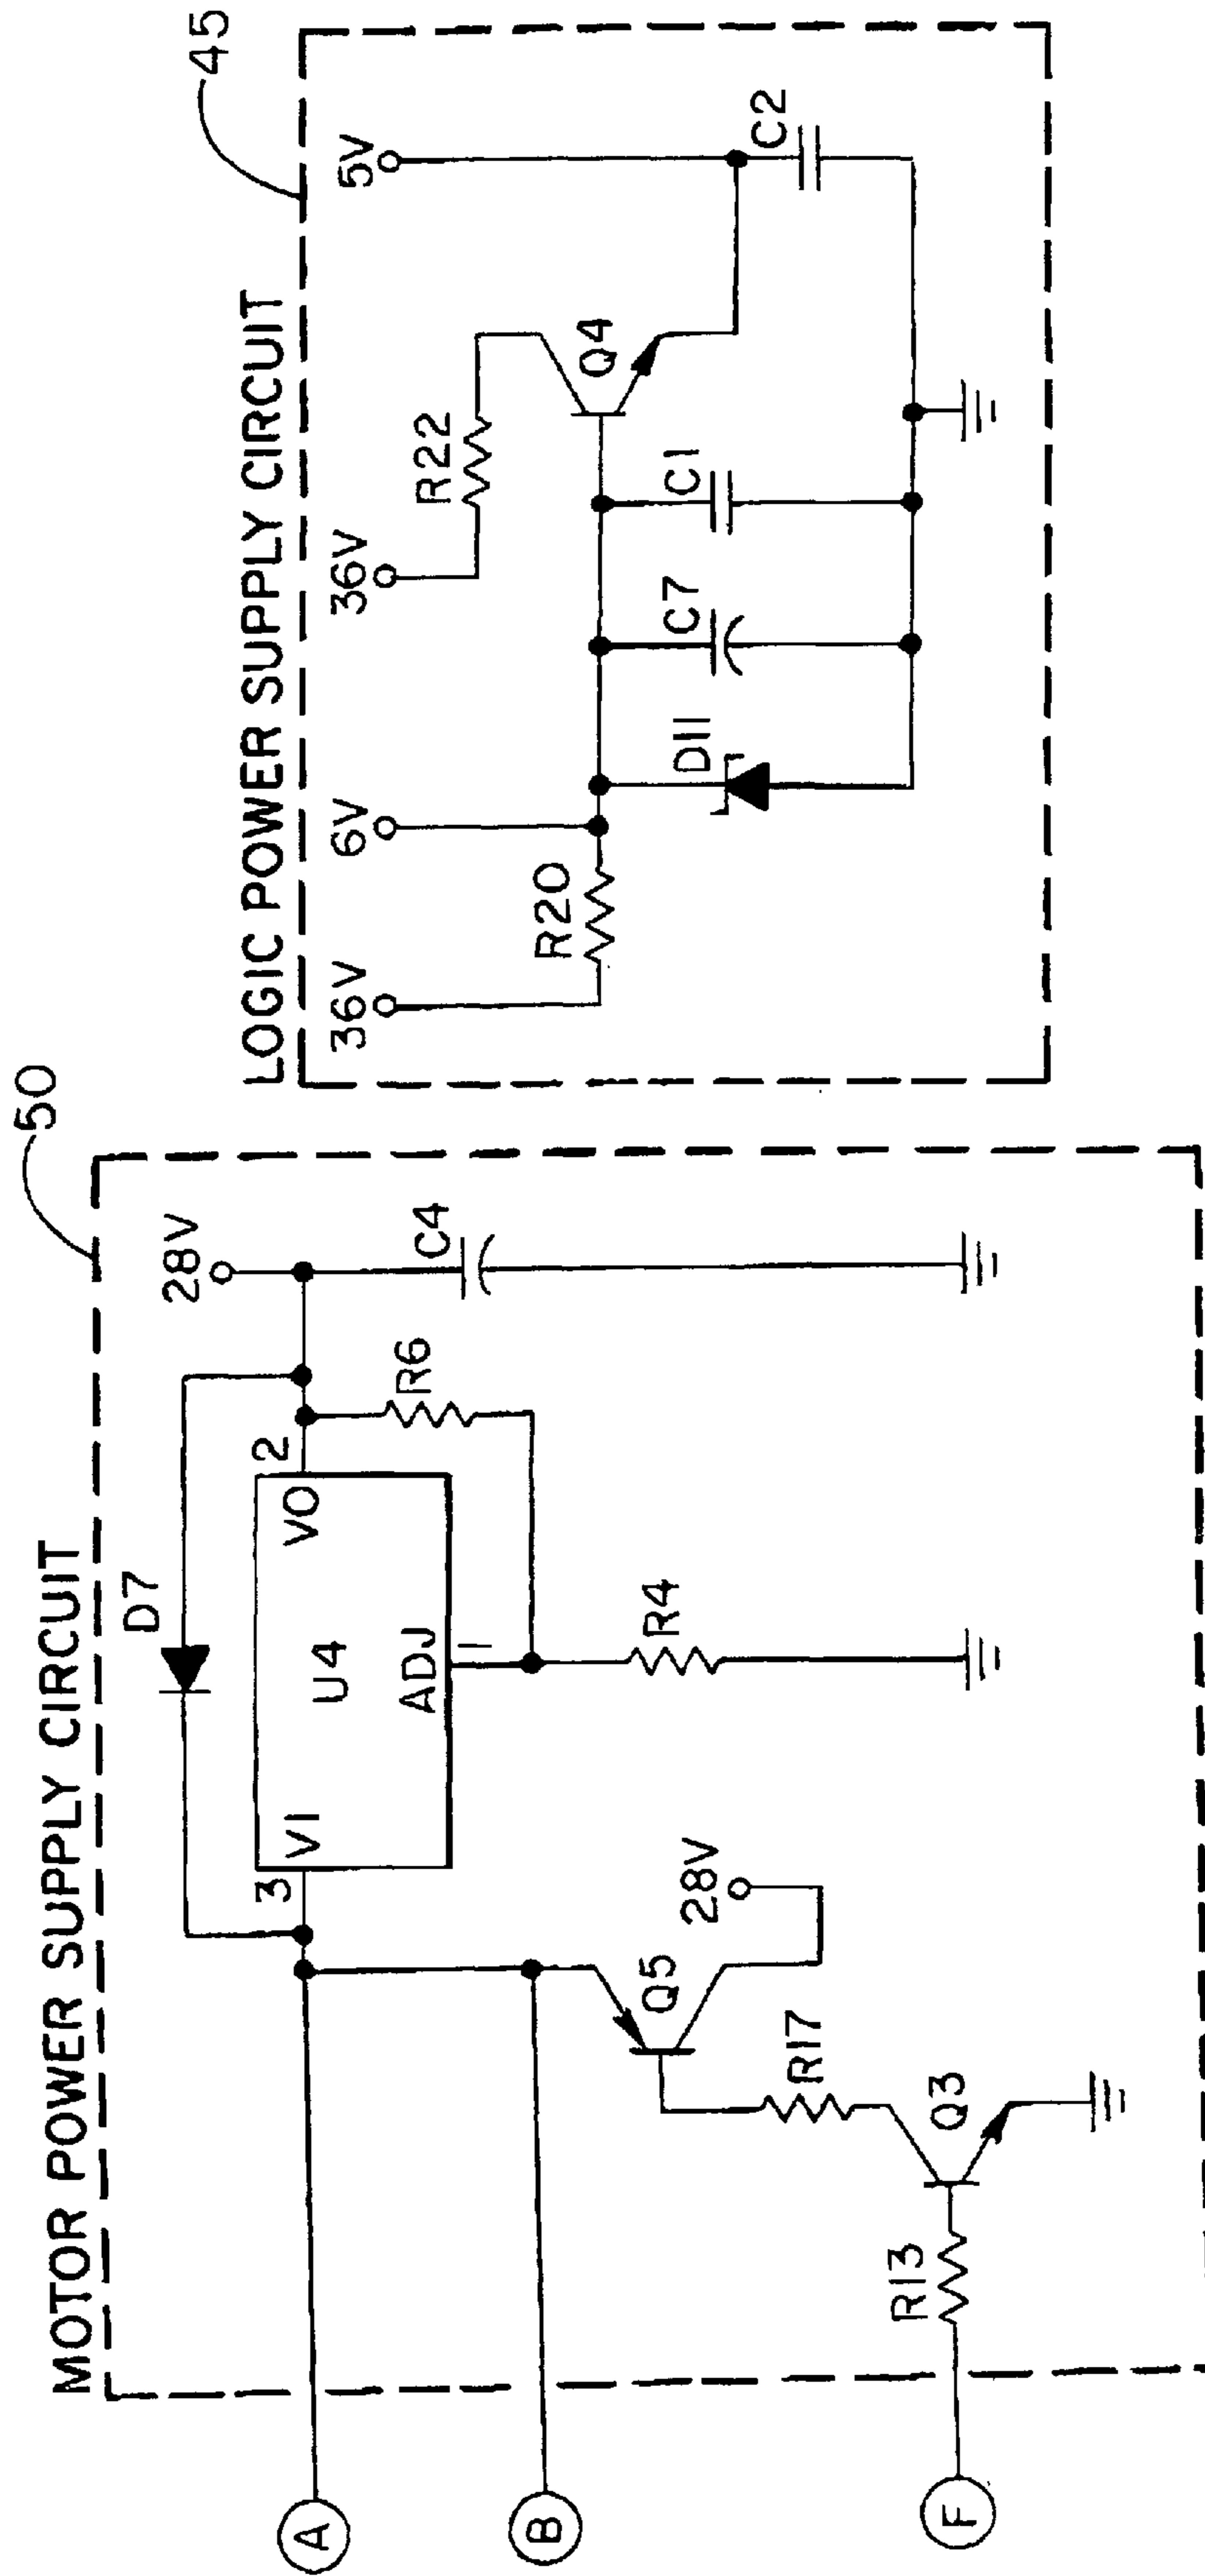 50
MOTOR POWER SUPPLY CIRCUIT
D7
28V
3
VI
U4
VO
2
ADJ
1
R6
C4
R4
A
B
Q5
28V
R17
Q3
R13
F
45
LOGIC POWER SUPPLY CIRCUIT
36V
6V
36V
5V
R20
R22
Q4
D11
C7
C1
C2